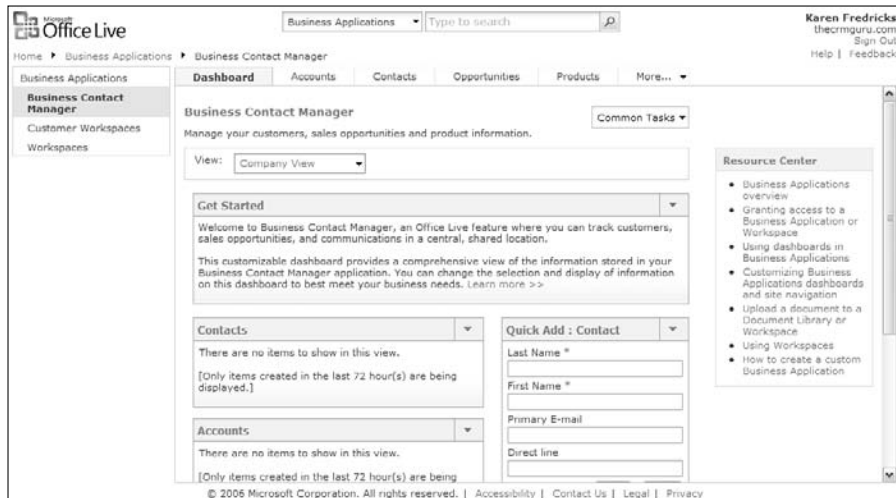 Microsoft
Office Live
Business Applications
Type to search
Karen Fredricks
thecrmguru.com
Sign Out
Help | Feedback
Home ▶ Business Applications ▶ Business Contact Manager
Business Applications
Business Contact
Manager
Customer Workspaces
Workspaces
Dashboard Accounts Contacts Opportunities Products More...
Business Contact Manager
Common Tasks
Manage your customers, sales opportunities and product information.
View: Company View
Get Started
Welcome to Business Contact Manager, an Office Live feature where you can track customers,
sales opportunities, and communications in a central, shared location.
This customizable dashboard provides a comprehensive view of the information stored in your
Business Contact Manager application. You can change the selection and display of information
on this dashboard to best meet your business needs. Learn more >>
Contacts
There are no items to show in this view.
[Only items created in the last 72 hour(s) are being
displayed.]
Accounts
There are no items to show in this view.
[Only items created in the last 72 hour(s) are being
Quick Add : Contact
Last Name *
First Name *
Primary E-mail
Direct line
Resource Center
• Business Applications
overview
• Granting access to a
Business Application or
Workspace
• Using dashboards in
Business Applications
• Customizing Business
Applications dashboards
and site navigation
• Upload a document to a
Document Library or
Workspace
• Using Workspaces
• How to create a custom
Business Application
© 2006 Microsoft Corporation. All rights reserved. | Accessibility | Contact Us | Legal | Privacy